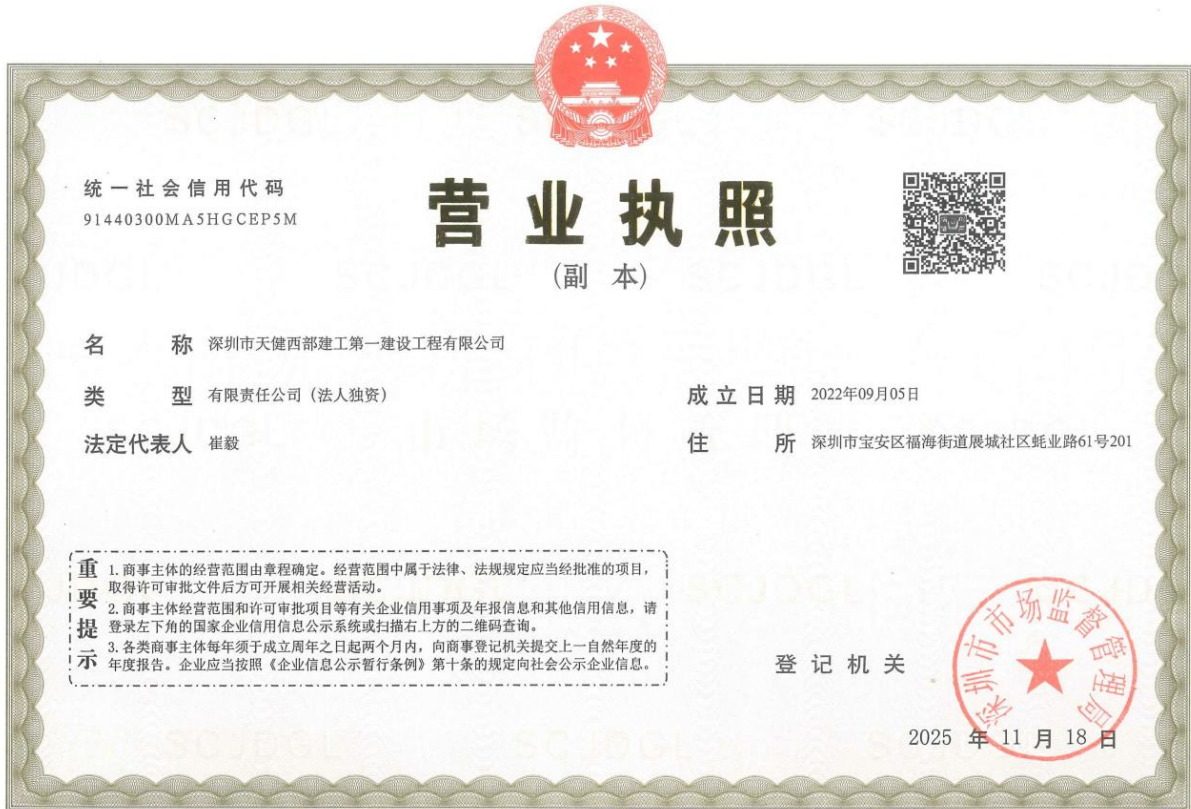 统一社会信用代码
91440300MA5HGCEP5M
营业执照
(副 本)
名 称 深圳市天健西部建工第一建设工程有限公司
类 型 有限责任公司（法人独资）
成立日期 2022年09月05日
法定代表人 崔毅
住 所 深圳市宝安区福海街道展城社区蚝业路61号201
重要提示
1. 商事主体的经营范围由章程确定。经营范围中属于法律、法规规定应当经批准的项目，
取得许可审批文件后方可开展相关经营活动。
2. 商事主体经营范围和许可审批项目等有关企业信用事项及年报信息和其他信用信息，请
登录左下角的国家企业信用信息公示系统或扫描右上方的二维码查询。
3. 各类商事主体每年须于成立周年之日起两个月内，向商事登记机关提交上一自然年度的
年度报告。企业应当按照《企业信息公示暂行条例》第十条的规定向社会公示企业信息。
登记机关
深圳市市场监督管理局
2025 年 11 月 18 日